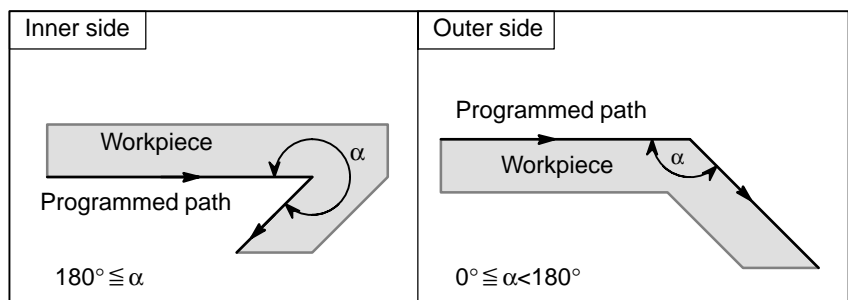 Inner side
Workpiece
α
Programmed path
180° ≦ α
Outer side
Programmed path
α
Workpiece
0° ≦ α<180°